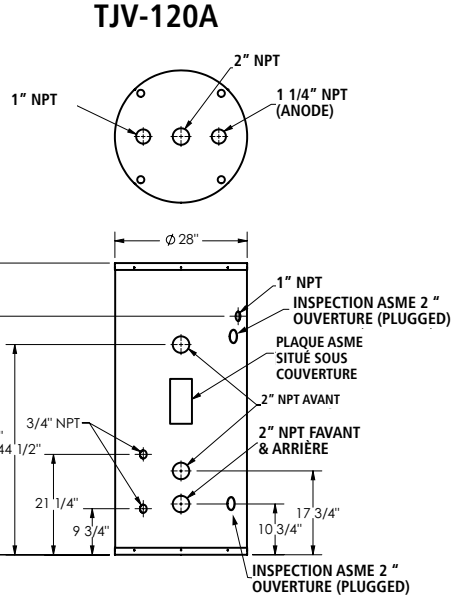 TJV-120A
2” NPT
1” NPT
1 1/4” NPT
(ANODE)
Ø 28"
1” NPT
INSPECTION ASME 2 “
OUVERTURE (PLUGGED)
PLAQUE ASME
SITUÉ SOUS
COUVERTURE
2” NPT AVANT
3/4" NPT
2” NPT FAVANT
& ARRIÈRE
44 1/2"
21 1/4"
9 3/4"
17 3/4"
10 3/4"
INSPECTION ASME 2 “
OUVERTURE (PLUGGED)